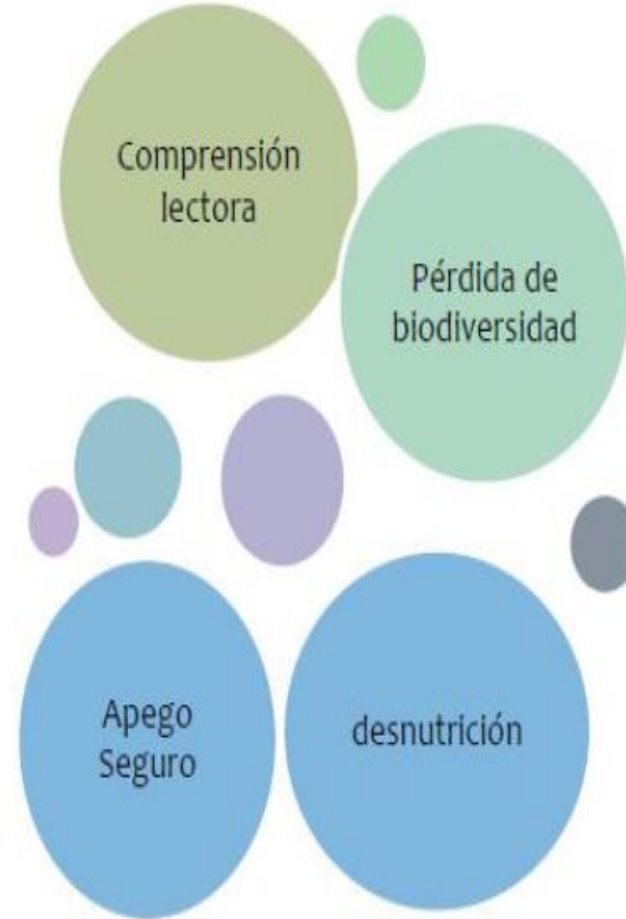 Comprensión
lectora
Pérdida de
biodiversidad
Apego
Seguro
desnutrición